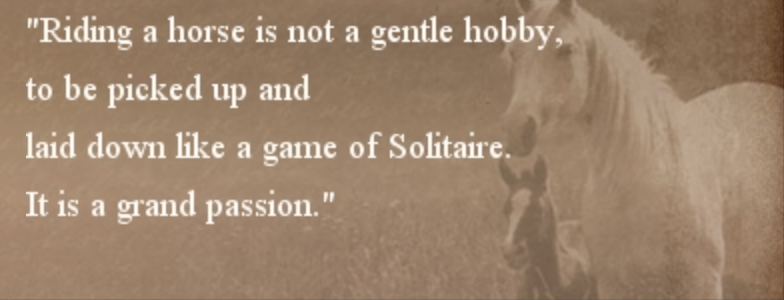 "Riding a horse is not a gentle hobby,
to be picked up and
laid down like a game of Solitaire.
It is a grand passion."